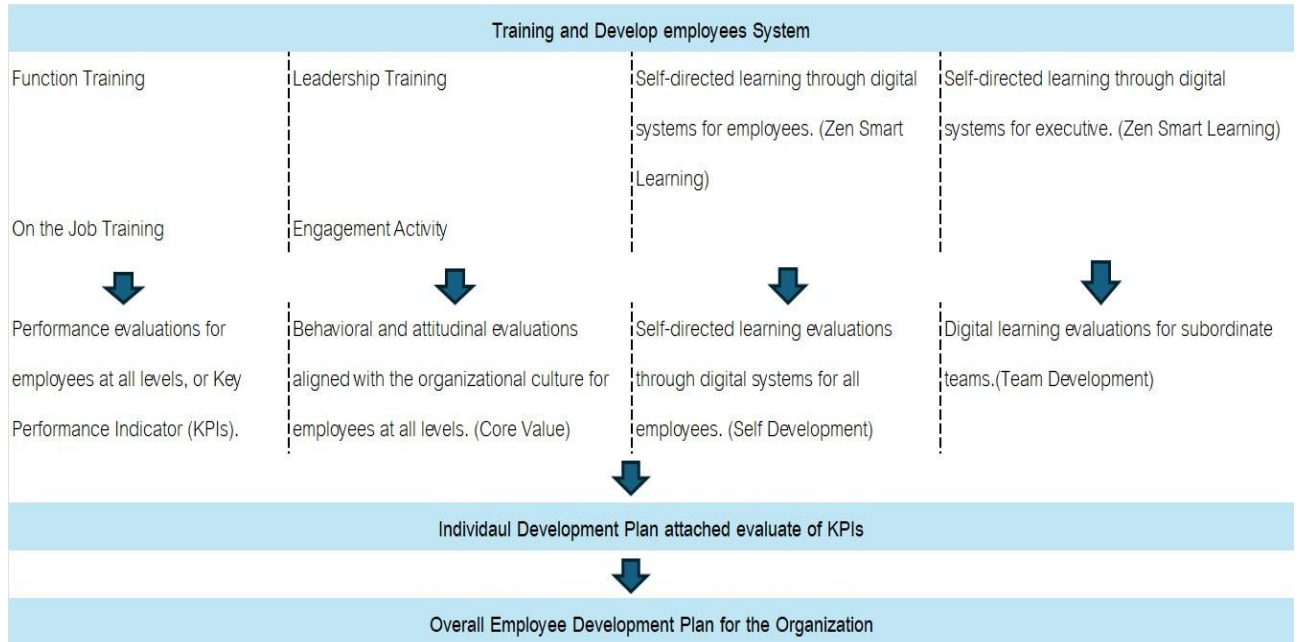 Training and Develop employees System
Function Training
On the Job Training
Leadership Training
Engagement Activity
Self-directed learning through digital
systems for employees. (Zen Smart
Learning)
Self-directed learning through digital
systems for executive. (Zen Smart Learning)
Performance evaluations for
employees at all levels, or Key
Performance Indicator (KPIs).
Behavioral and attitudinal evaluations
aligned with the organizational culture for
employees at all levels. (Core Value)
Self-directed learning evaluations
through digital systems for all
employees. (Self Development)
Digital learning evaluations for subordinate
teams.(Team Development)
Individaul Development Plan attached evaluate of KPIs
Overall Employee Development Plan for the Organization